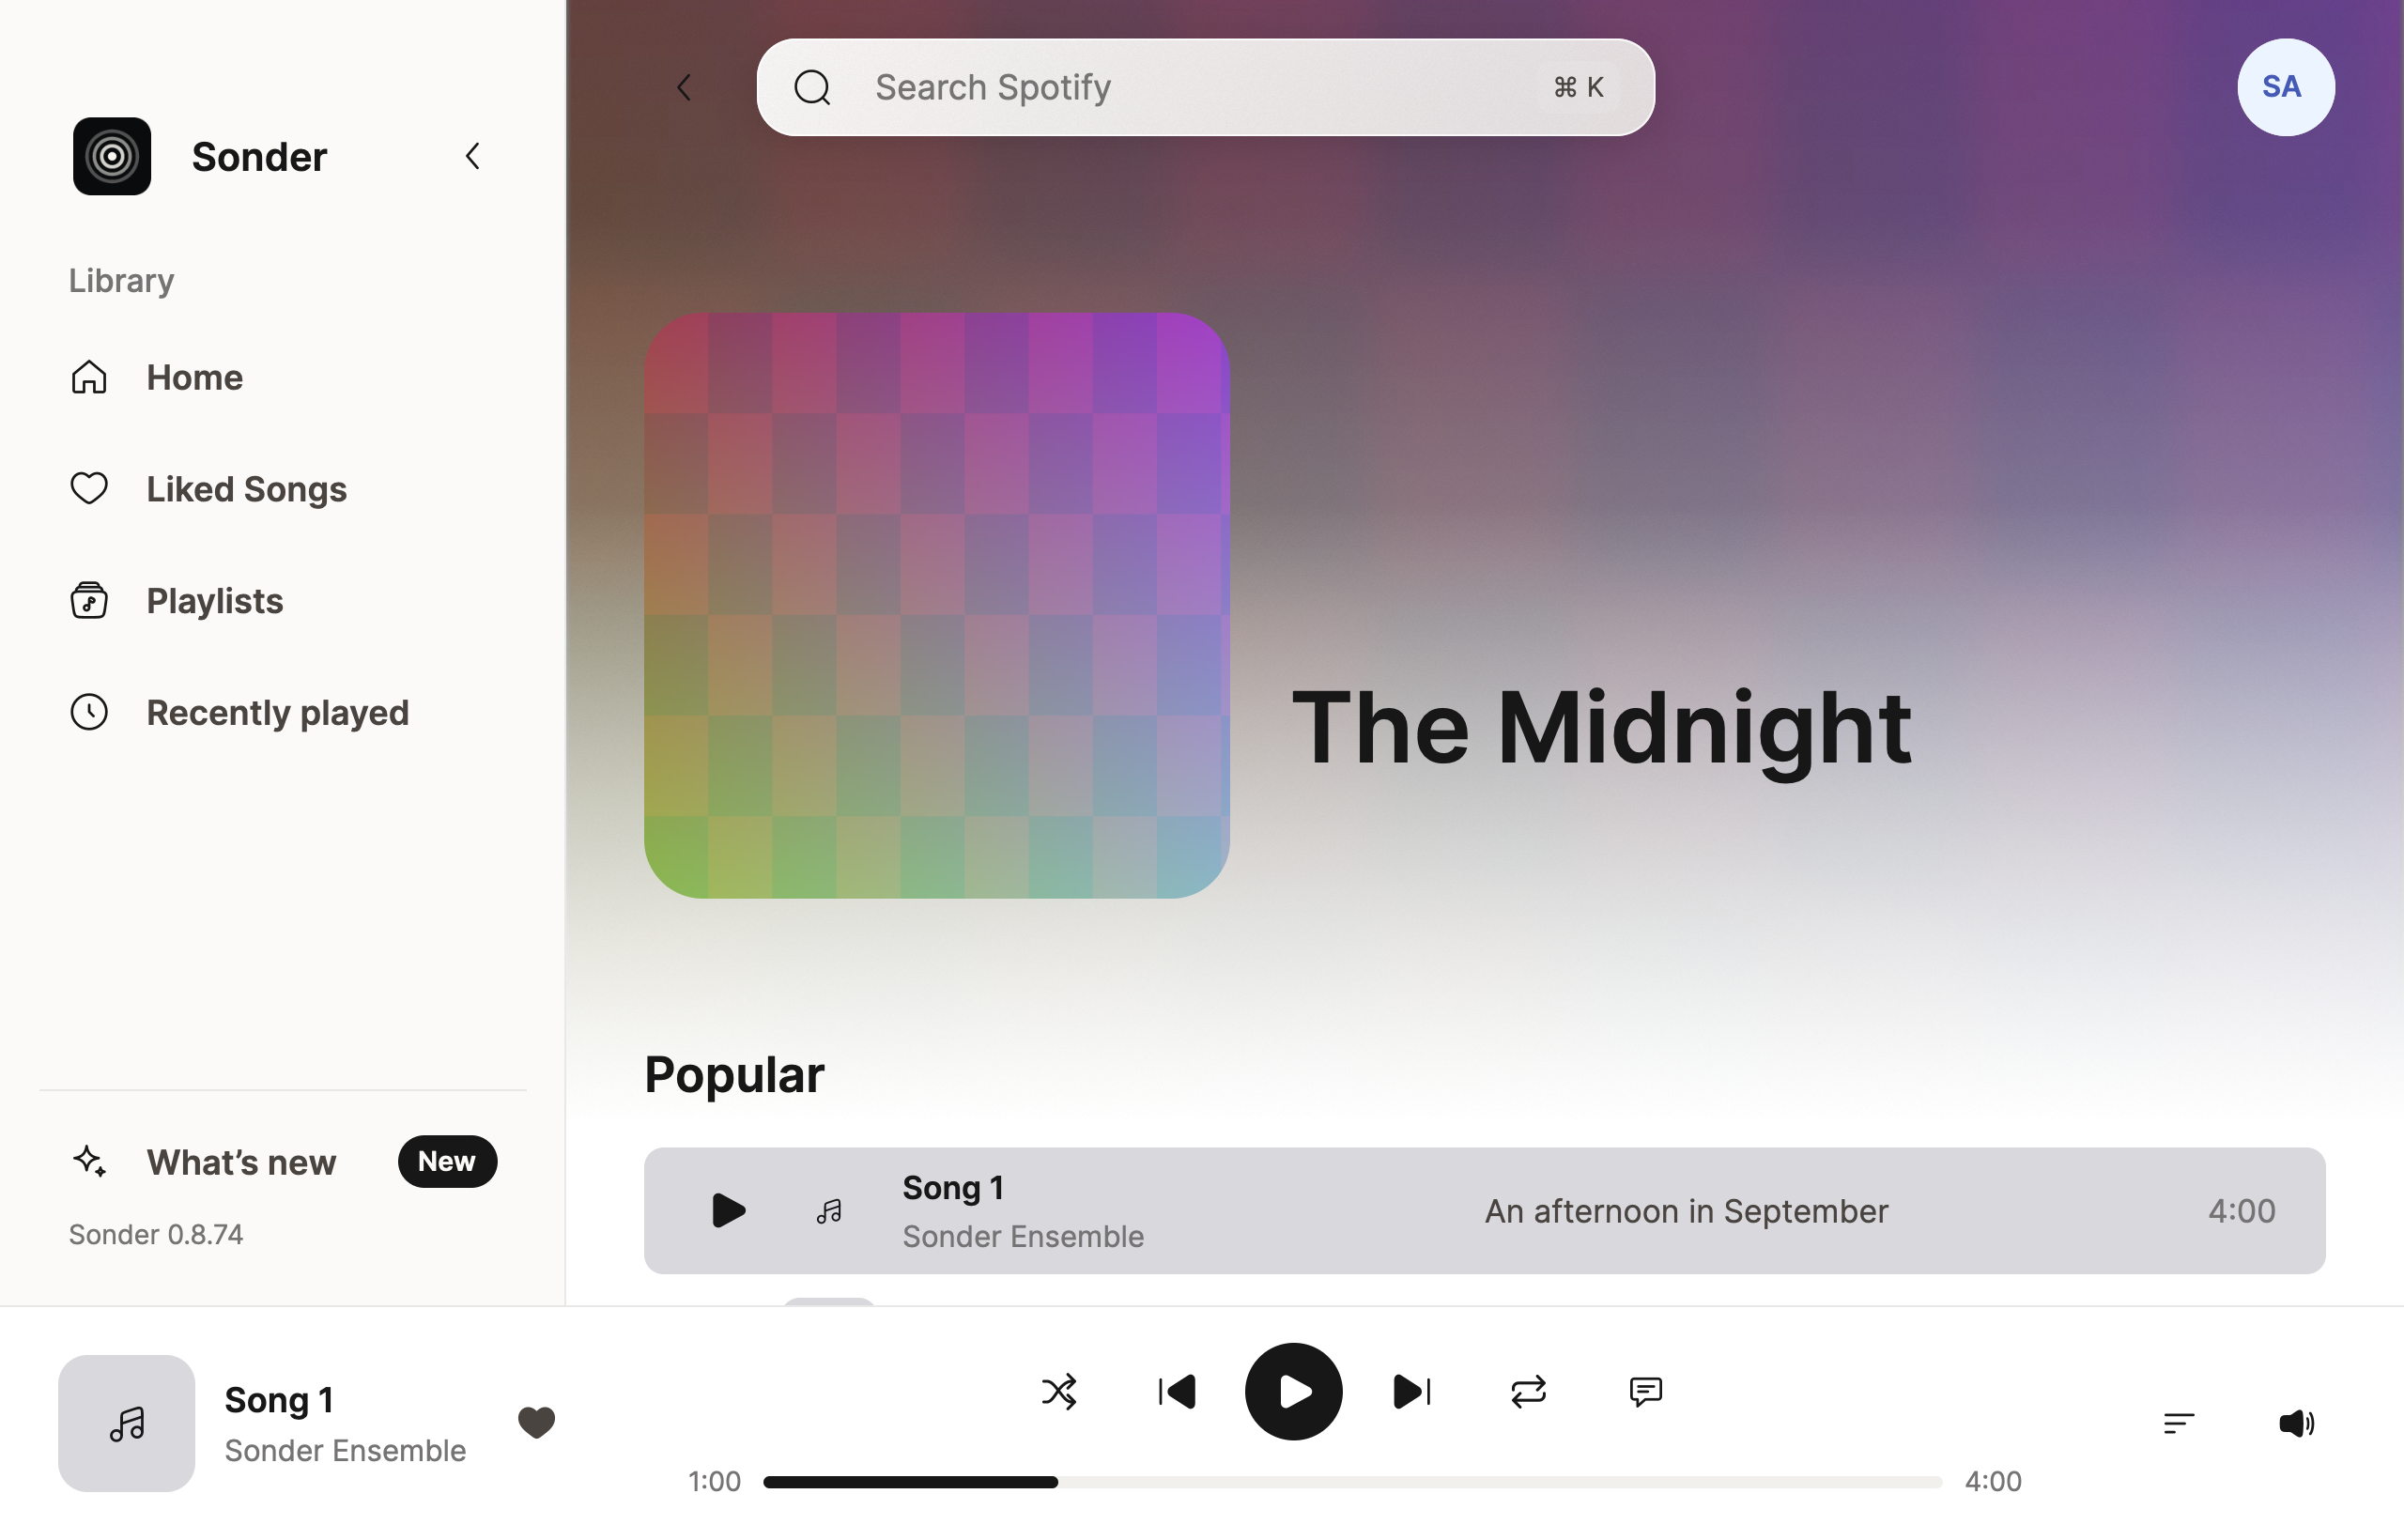 Sonder
Library
Home
Liked Songs
Playlists
Recently played
What’s new
New
Sonder 0.8.74
Search Spotify
⌘ K
SA
The Midnight
Popular
Song 1
Sonder Ensemble
An afternoon in September
4:00
Song 1
Sonder Ensemble
1:00
4:00